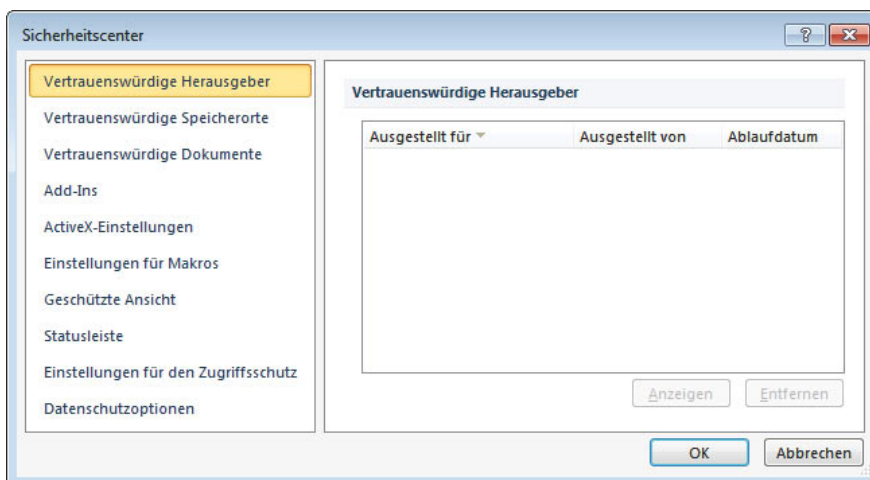 Sicherheitscenter
Vertrauenswürdige Herausgeber
Vertrauenswürdige Speicherorte
Vertrauenswürdige Dokumente
Add-Ins
ActiveX-Einstellungen
Einstellungen für Makros
Geschützte Ansicht
Statusleiste
Einstellungen für den Zugriffsschutz
Datenschutzoptionen
Vertrauenswürdige Herausgeber
Ausgestellt für Ausgestellt von Ablaufdatum
Anzeigen Entfernen
OK Abbrechen